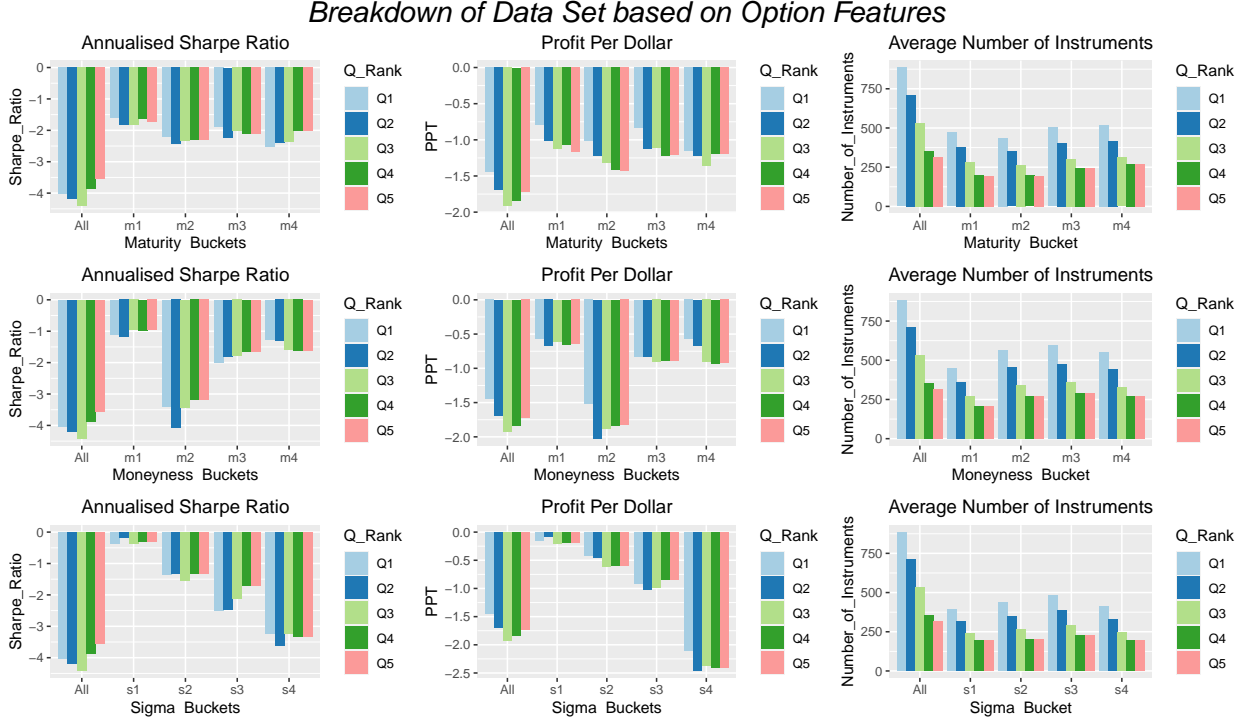 Breakdown of Data Set based on Option Features
Annualised Sharpe Ratio
Sharpe_Ratio
0
−1
−2
−3
−4
All m1 m2 m3 m4
Maturity Buckets
Q_Rank
Q1
Q2
Q3
Q4
Q5
Profit Per Dollar
PPT
0.0
−0.5
−1.0
−1.5
−2.0
All m1 m2 m3 m4
Maturity Buckets
Q_Rank
Q1
Q2
Q3
Q4
Q5
Average Number of Instruments
Number_of_Instruments
750
500
250
0
All m1 m2 m3 m4
Maturity Bucket
Q_Rank
Q1
Q2
Q3
Q4
Q5
Annualised Sharpe Ratio
Sharpe_Ratio
0
−1
−2
−3
−4
All m1 m2 m3 m4
Moneyness Buckets
Q_Rank
Q1
Q2
Q3
Q4
Q5
Profit Per Dollar
PPT
0.0
−0.5
−1.0
−1.5
−2.0
All m1 m2 m3 m4
Moneyness Buckets
Q_Rank
Q1
Q2
Q3
Q4
Q5
Average Number of Instruments
Number_of_Instruments
750
500
250
0
All m1 m2 m3 m4
Moneyness Bucket
Q_Rank
Q1
Q2
Q3
Q4
Q5
Annualised Sharpe Ratio
Sharpe_Ratio
0
−1
−2
−3
−4
All s1 s2 s3 s4
Sigma Buckets
Q_Rank
Q1
Q2
Q3
Q4
Q5
Profit Per Dollar
PPT
0.0
−0.5
−1.0
−1.5
−2.0
−2.5
All s1 s2 s3 s4
Sigma Buckets
Q_Rank
Q1
Q2
Q3
Q4
Q5
Average Number of Instruments
Number_of_Instruments
750
500
250
0
All s1 s2 s3 s4
Sigma Bucket
Q_Rank
Q1
Q2
Q3
Q4
Q5